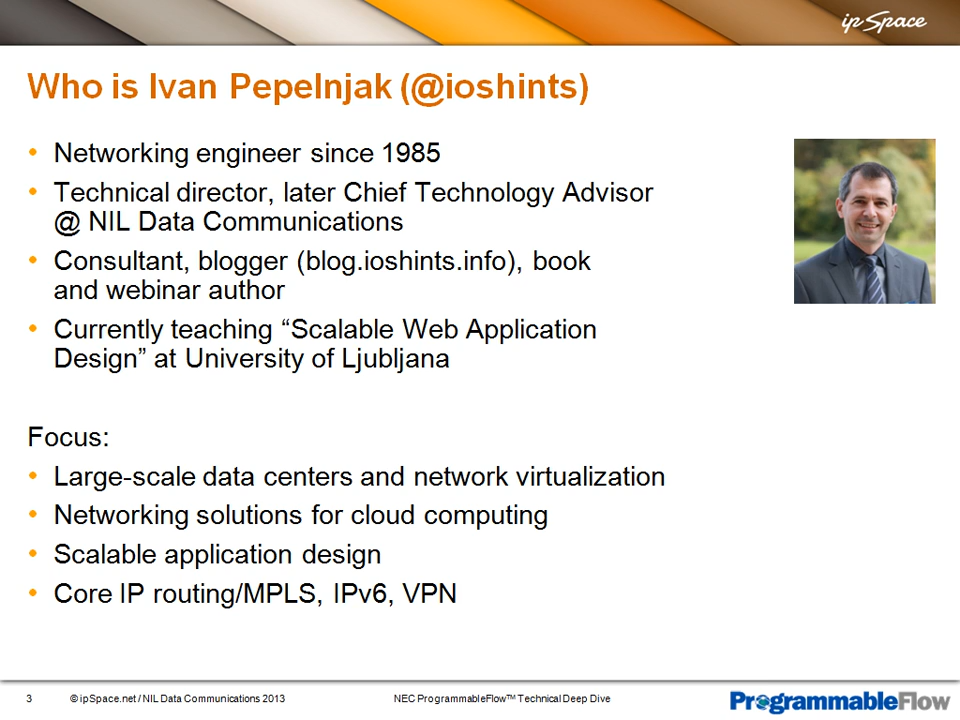 ip Space
Who is Ivan Pepelnjak (@ioshints)
• Networking engineer since 1985
• Technical director, later Chief Technology Advisor
@ NIL Data Communications
• Consultant, blogger (blog.ioshints.info), book
and webinar author
• Currently teaching “Scalable Web Application
Design” at University of Ljubljana
Focus:
• Large-scale data centers and network virtualization
• Networking solutions for cloud computing
• Scalable application design
• Core IP routing/MPLS, IPv6, VPN
3 © ipSpace.net / NIL Data Communications 2013 NEC ProgrammableFlow™ Technical Deep Dive ProgrammableFlow